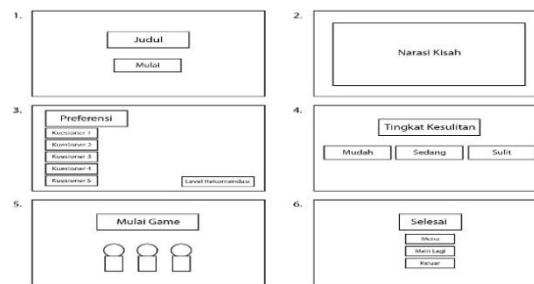 1.
Judul
Mulai
2.
Narasi Kisah
3.
Preferensi
Kuesioner 1
Kuesioner 2
Kuesioner 3
Kuesioner 4
Kuesioner 5
Level Rekomendasi
4.
Tingkat Kesulitan
Mudah Sedang Sulit
5.
Mulai Game
6.
Selesai
Menu
Main Lagi
Keluar